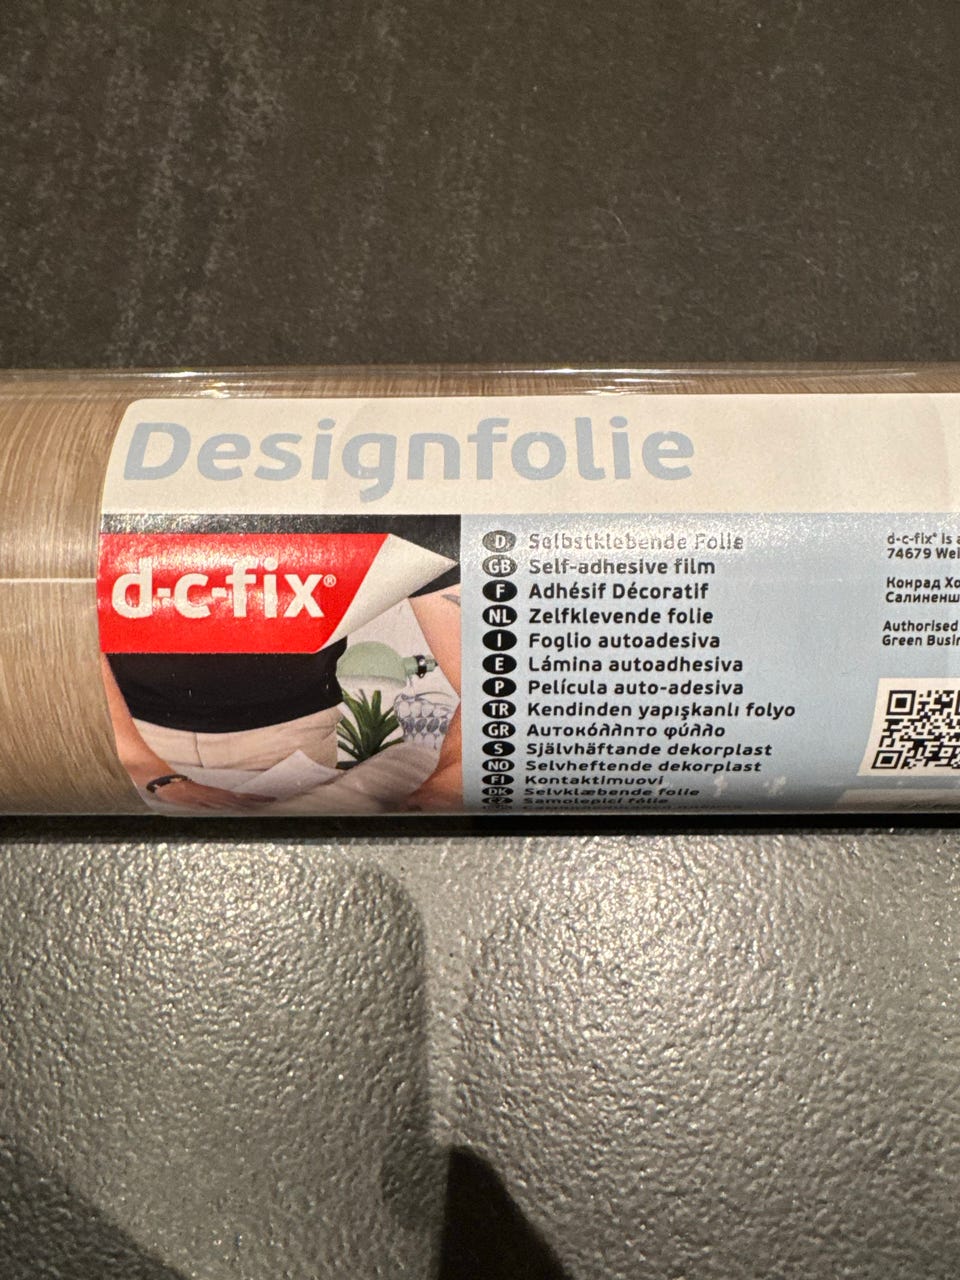 Designfolie
d-c-fix®
D Selbstklebende Folie
GB Self-adhesive film
F Adhésif Décoratif
NL Zelfklevende folie
I Foglio autoadesiva
E Lámina autoadhesiva
P Película auto-adesiva
TR Kendinden yapışkanlı folyo
GR Αυτοκόλλητο φύλλο
S Självhäftande dekorplast
NO Selvheftende dekorplast
FI Kontaktimuovi
DK Selvklæbende folie
CZ Samolepicí fólie
d-c-fix® is
74679
Конрад
Authorised
Green